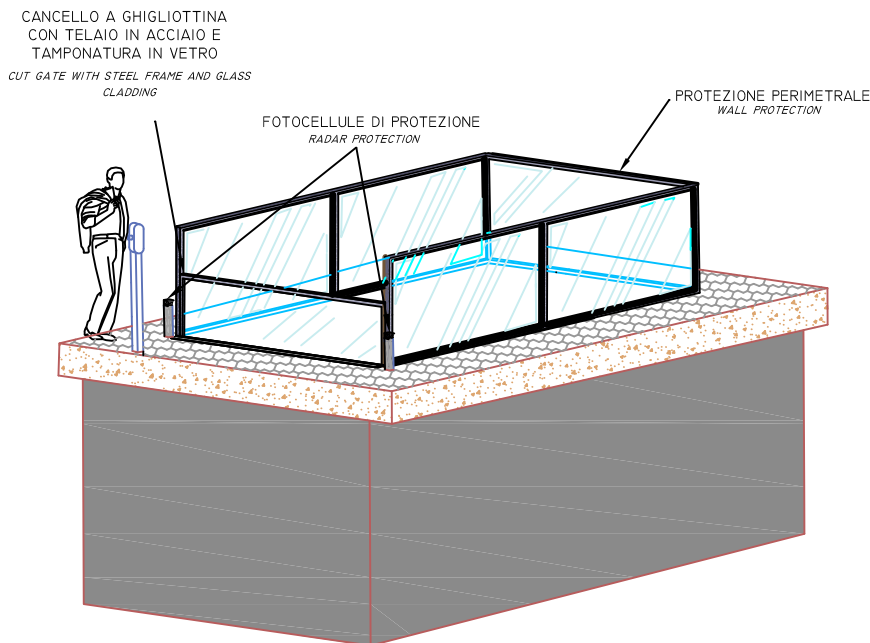 CANCELLO A GHIGLIOTTINA
CON TELAIO IN ACCIAIO E
TAMPONATURA IN VETRO
CUT GATE WITH STEEL FRAME AND GLASS
CLADDING
FOTOCELLULE DI PROTEZIONE
RADAR PROTECTION
PROTEZIONE PERIMETRALE
WALL PROTECTION